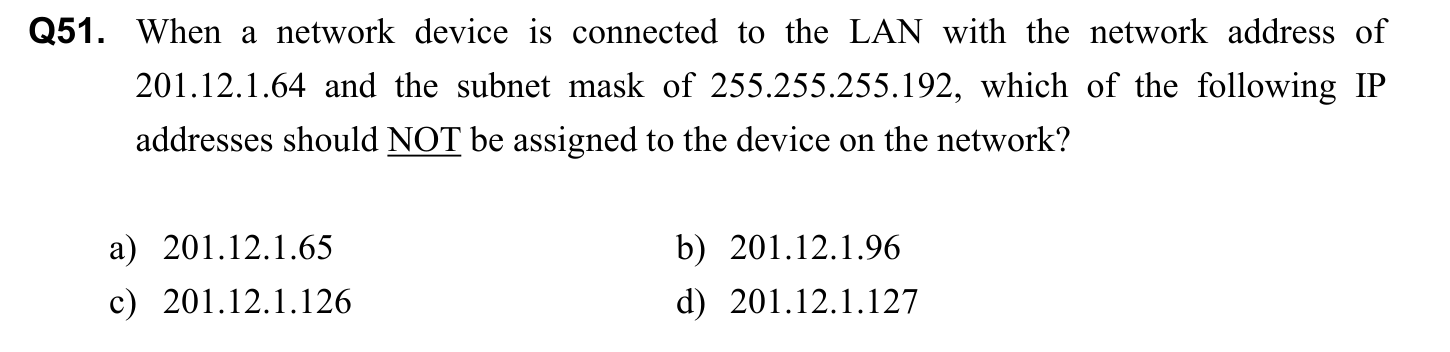 Q51. When a network device is connected to the LAN with the network address of
201.12.1.64 and the subnet mask of 255.255.255.192, which of the following IP
addresses should NOT be assigned to the device on the network?
a) 201.12.1.65 b) 201.12.1.96
c) 201.12.1.126 d) 201.12.1.127